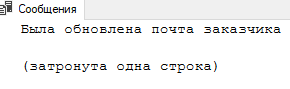 Сообщения
Была обновлена почта заказчика
(затронута одна строка)